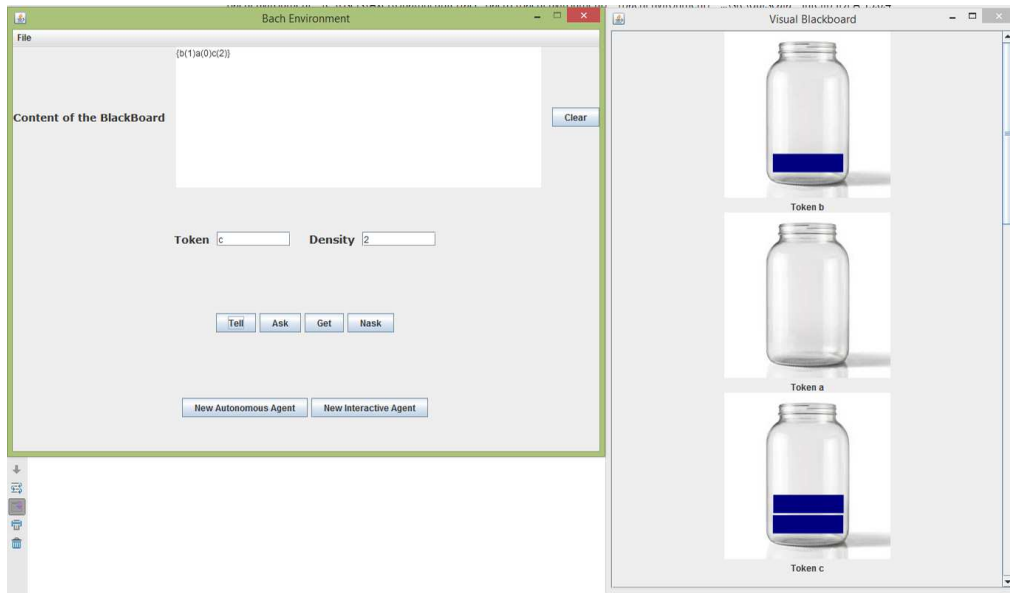 Bach Environment
File
{b(1)a(0)c(2)}
Content of the BlackBoard
Clear
Token c Density 2
Tell Ask Get Nask
New Autonomous Agent New Interactive Agent
Visual Blackboard
Token b
Token a
Token c